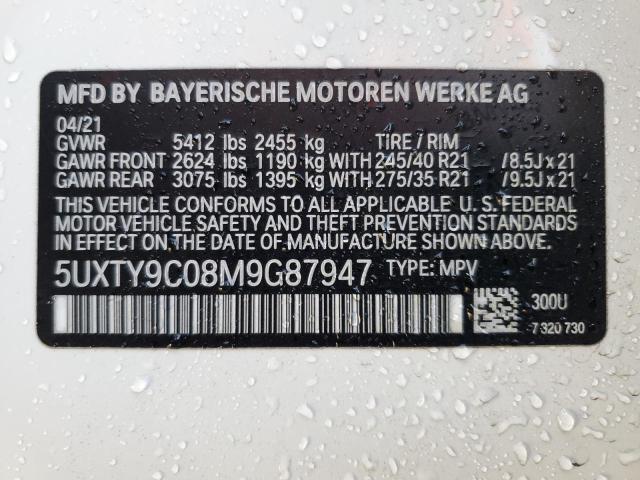 MFD BY BAYERISCHE MOTOREN WERKE AG
04/21
GVWR 5412 lbs 2455 kg TIRE / RIM
GAWR FRONT 2624 lbs 1190 kg WITH 245/40 R21 /8.5J x 21
GAWR REAR 3075 lbs 1395 kg WITH 275/35 R21 /9.5J x 21
THIS VEHICLE CONFORMS TO ALL APPLICABLE U.S. FEDERAL
MOTOR VEHICLE SAFETY AND THEFT PREVENTION STANDARDS
IN EFFECT ON THE DATE OF MANUFACTURE SHOWN ABOVE.
5UXTY9C08M9G87947 TYPE: MPV
300U
7 320 730